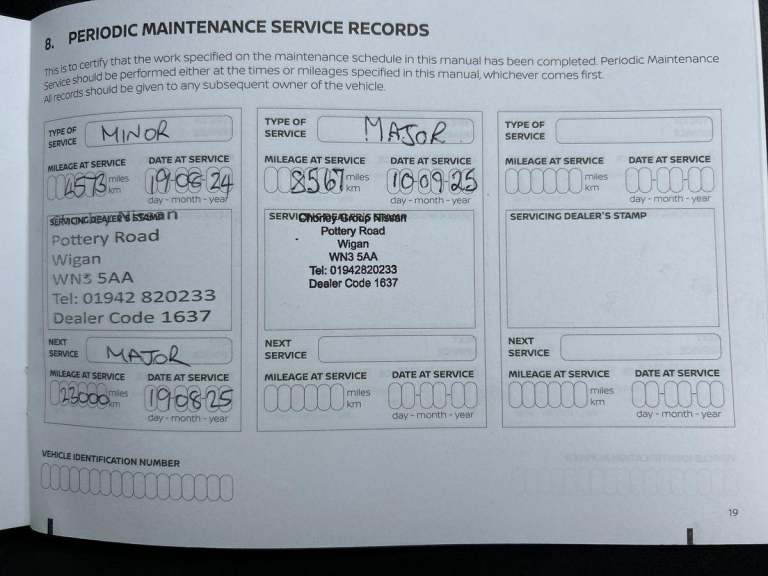 8. PERIODIC MAINTENANCE SERVICE RECORDS
This is to certify that the work specified on the maintenance schedule in this manual has been completed. Periodic Maintenance
Service should be performed either at the times or mileages specified in this manual, whichever comes first.
All records should be given to any subsequent owner of the vehicle.
TYPE OF SERVICE MINOR
MILEAGE AT SERVICE DATE AT SERVICE
4573 miles km 19-08-24
day - month - year
SERVICING DEALER'S STAMP
Nissan
Pottery Road
Wigan
WN3 5AA
Tel: 01942 820233
Dealer Code 1637
NEXT SERVICE MAJOR
MILEAGE AT SERVICE DATE AT SERVICE
23000 miles km 19-08-25
day - month - year
TYPE OF SERVICE MAJOR
MILEAGE AT SERVICE DATE AT SERVICE
8567 miles km 10-09-25
day - month - year
SERVICING DEALER'S STAMP
Chorley Group Nissan
Pottery Road
Wigan
WN3 5AA
Tel: 01942820233
Dealer Code 1637
NEXT SERVICE
MILEAGE AT SERVICE DATE AT SERVICE
miles km
day - month - year
TYPE OF SERVICE
MILEAGE AT SERVICE DATE AT SERVICE
miles km
day - month - year
SERVICING DEALER'S STAMP
NEXT SERVICE
MILEAGE AT SERVICE DATE AT SERVICE
miles km
day - month - year
VEHICLE IDENTIFICATION NUMBER
19